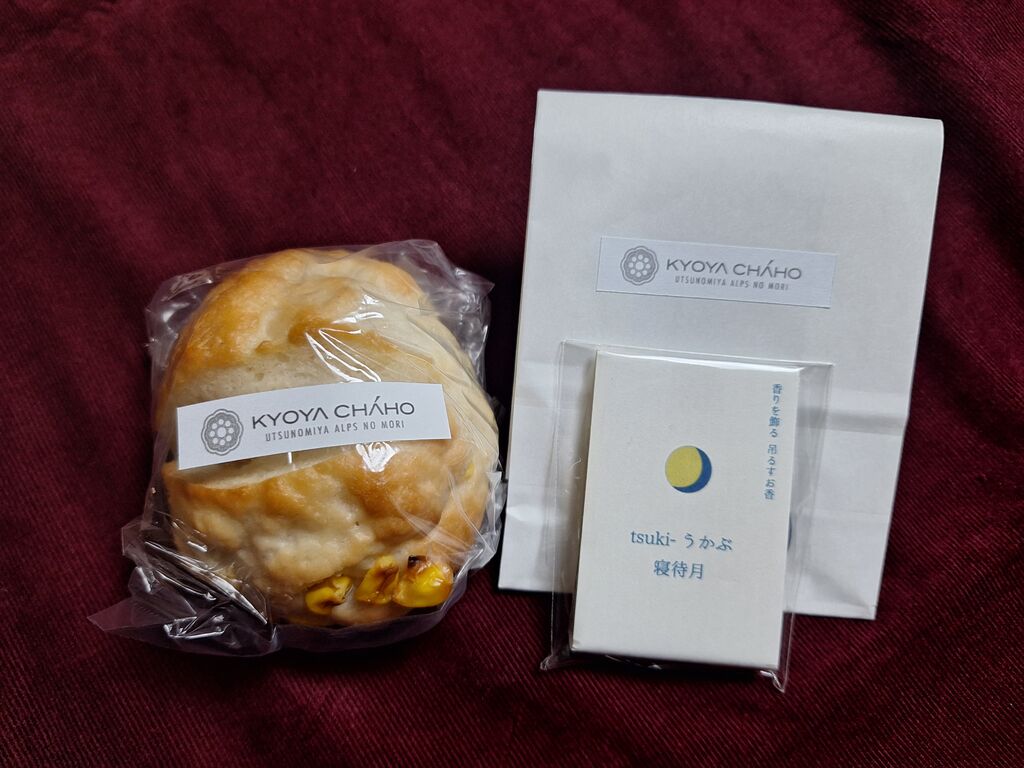 KYOYA CHÁHO
UTSUNOMIYA ALPS NO MORI
KYOYA CHÁHO
UTSUNOMIYA ALPS NO MORI
香りを飾る 吊るすお香
tsuki- うかぶ
寝待月